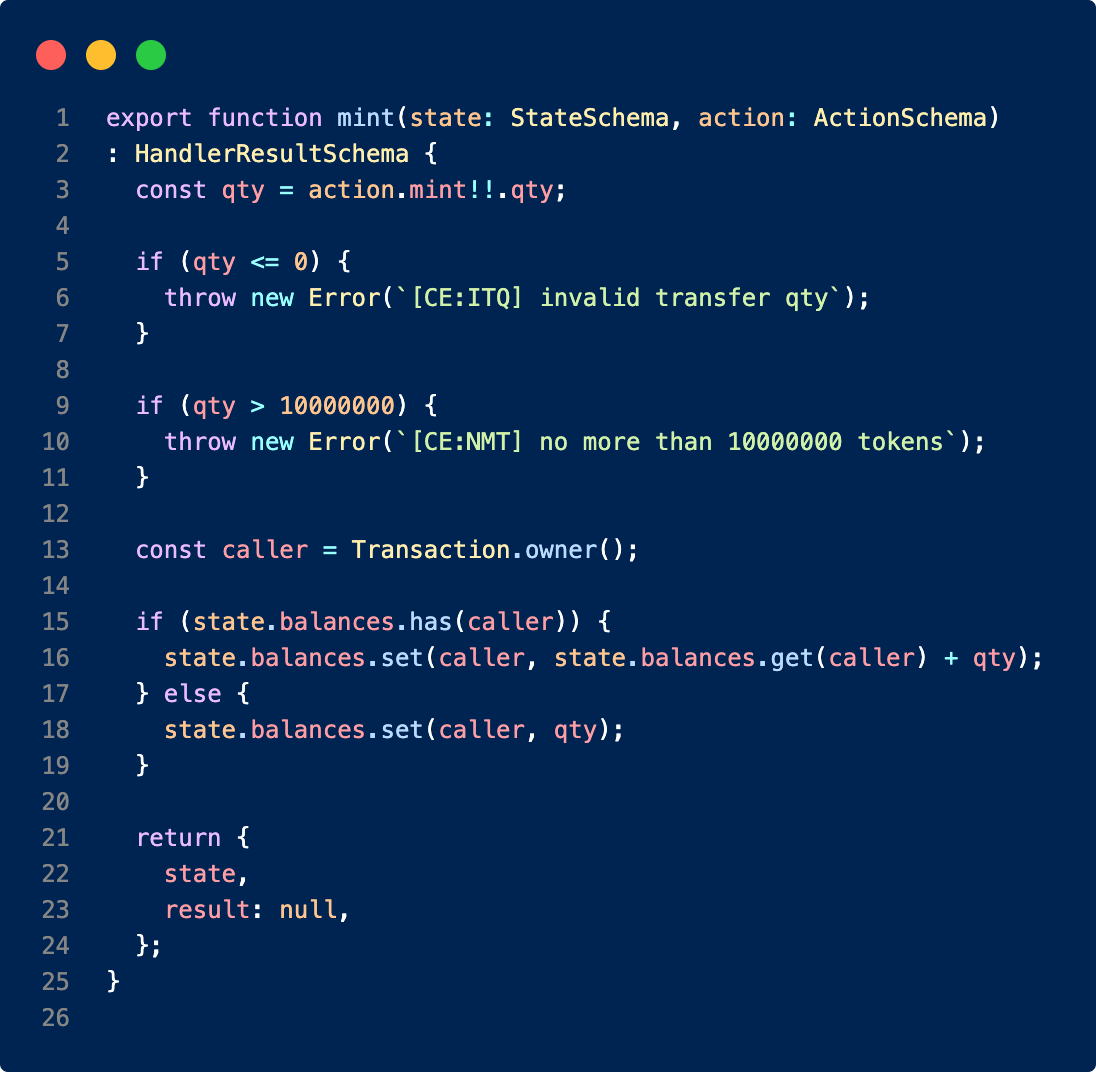 1 export function mint(state: StateSchema, action: ActionSchema)
2 : HandlerResultSchema {
3   const qty = action.mint!!.qty;
4
5   if (qty <= 0) {
6     throw new Error(`[CE:ITQ] invalid transfer qty`);
7   }
8
9   if (qty > 10000000) {
10     throw new Error(`[CE:NMT] no more than 10000000 tokens`);
11   }
12
13   const caller = Transaction.owner();
14
15   if (state.balances.has(caller)) {
16     state.balances.set(caller, state.balances.get(caller) + qty);
17   } else {
18     state.balances.set(caller, qty);
19   }
20
21   return {
22     state,
23     result: null,
24   };
25 }
26